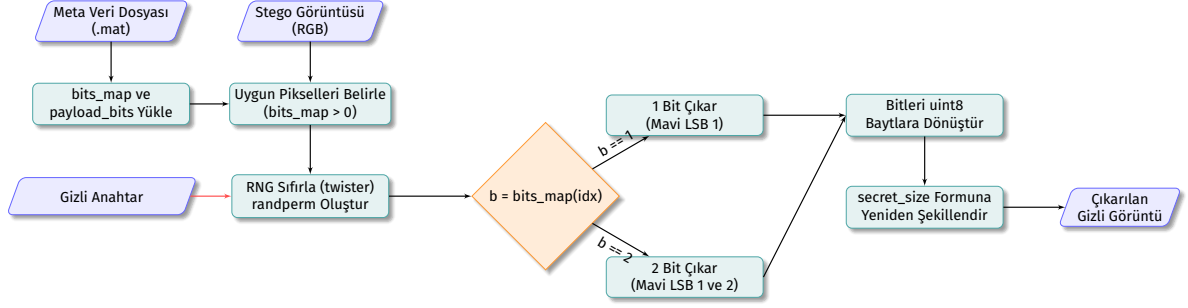 Meta Veri Dosyası
(.mat)
Stego Görüntüsü
(RGB)
bits_map ve
payload_bits Yükle
Uygun Pikselleri Belirle
(bits_map > 0)
Gizli Anahtar
RNG Sıfırla (twister)
randperm Oluştur
b = bits_map(idx)
b == 1
1 Bit Çıkar
(Mavi LSB 1)
b == 2
2 Bit Çıkar
(Mavi LSB 1 ve 2)
Bitleri uint8
Baytlara Dönüştür
secret_size Formuna
Yeniden Şekillendir
Çıkarılan
Gizli Görüntü